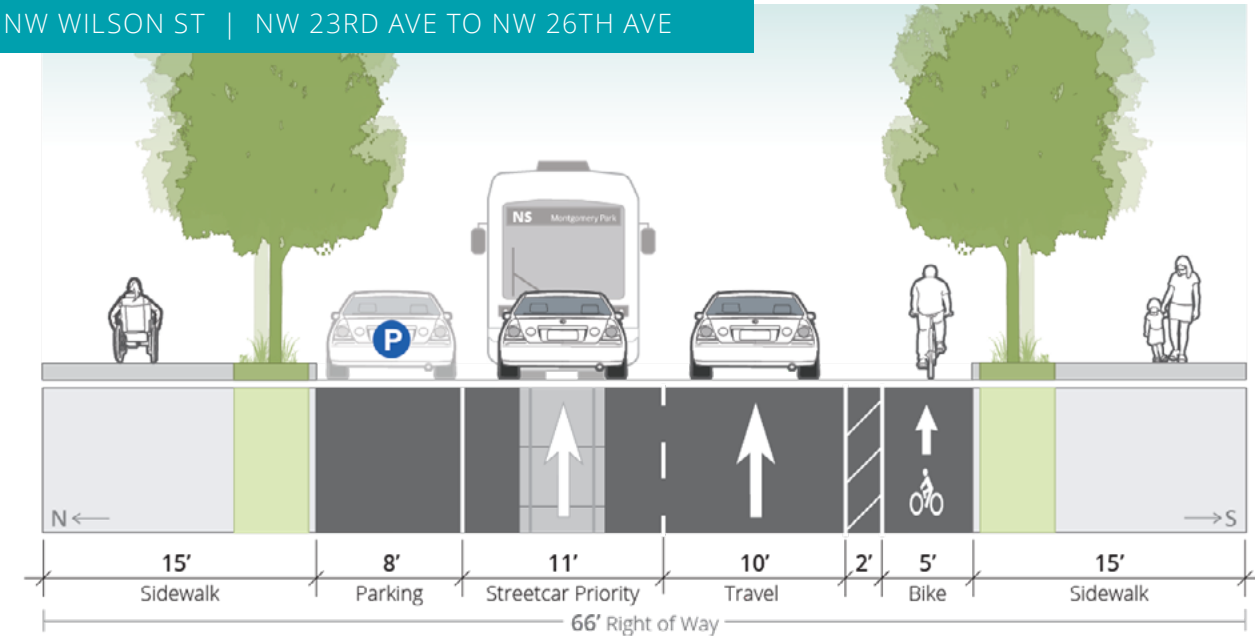 NW WILSON ST | NW 23RD AVE TO NW 26TH AVE
NS Montgomery Park
P
N
S
15' 8' 11' 10' 2' 5' 15'
Sidewalk Parking Streetcar Priority Travel Bike Sidewalk
66' Right of Way